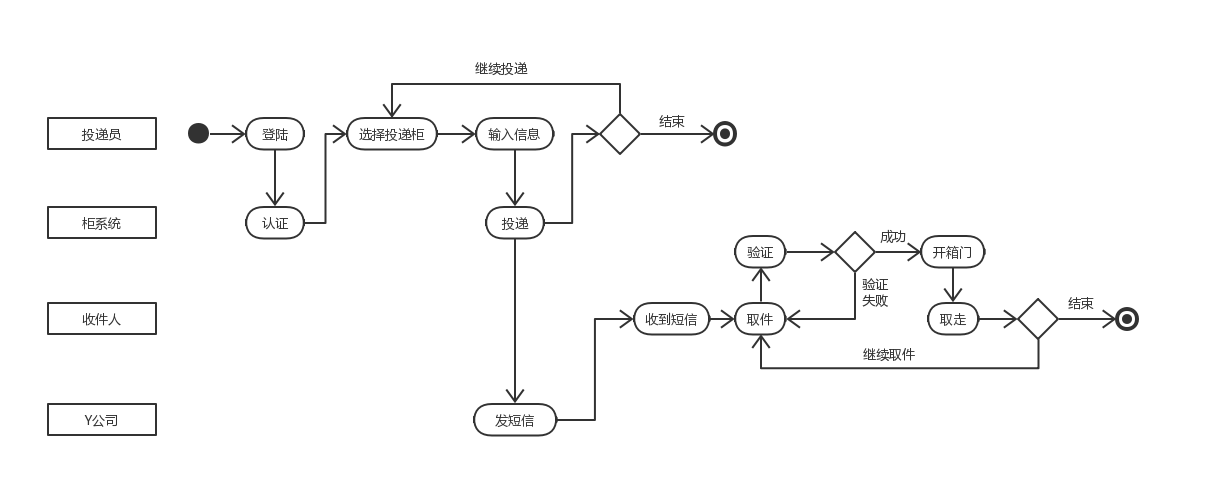 继续投递
投递员
登陆
选择投递柜
输入信息
结束
柜系统
认证
投递
验证
成功
开箱门
验证
失败
收件人
收到短信
取件
取走
结束
继续取件
Y公司
发短信